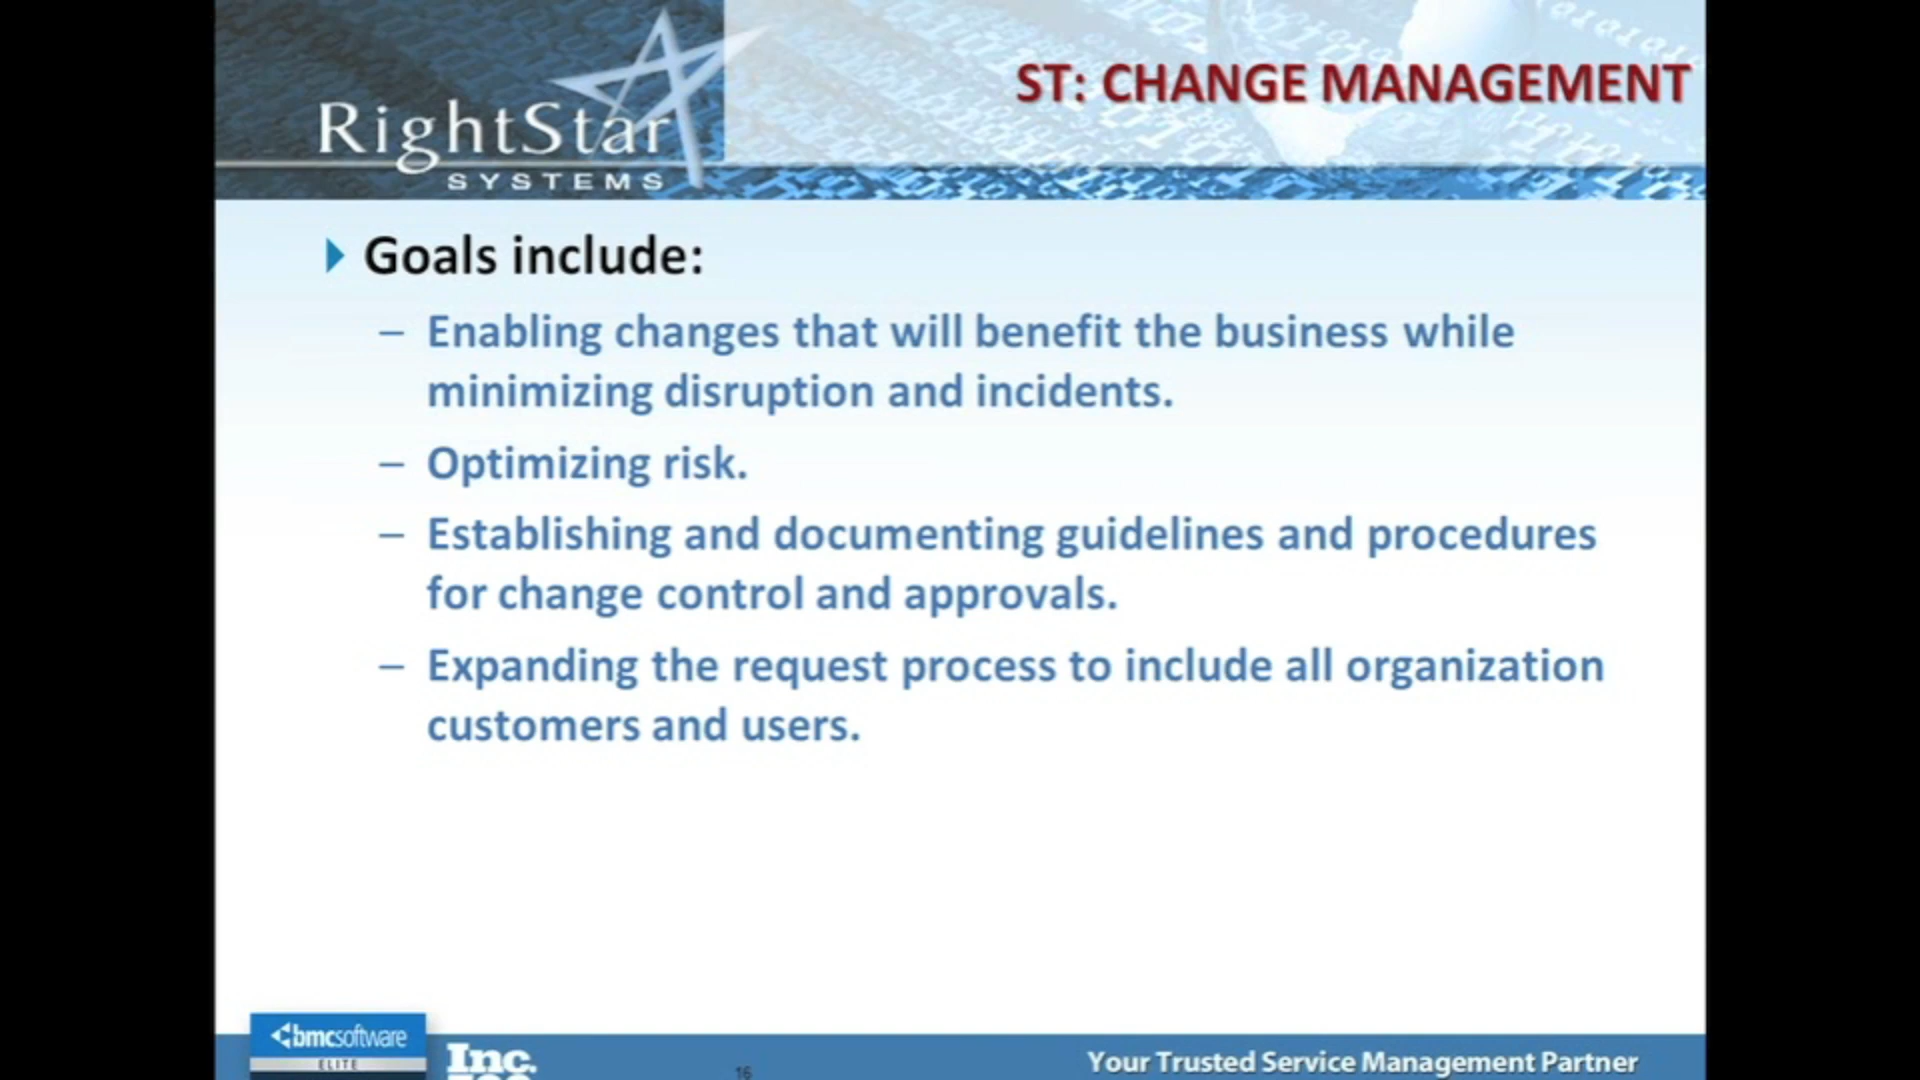 RightStar
SYSTEMS
ST: CHANGE MANAGEMENT
Goals include:
– Enabling changes that will benefit the business while
minimizing disruption and incidents.
– Optimizing risk.
– Establishing and documenting guidelines and procedures
for change control and approvals.
– Expanding the request process to include all organization
customers and users.
bmcsoftware
ELITE
Inc.
16
Your Trusted Service Management Partner